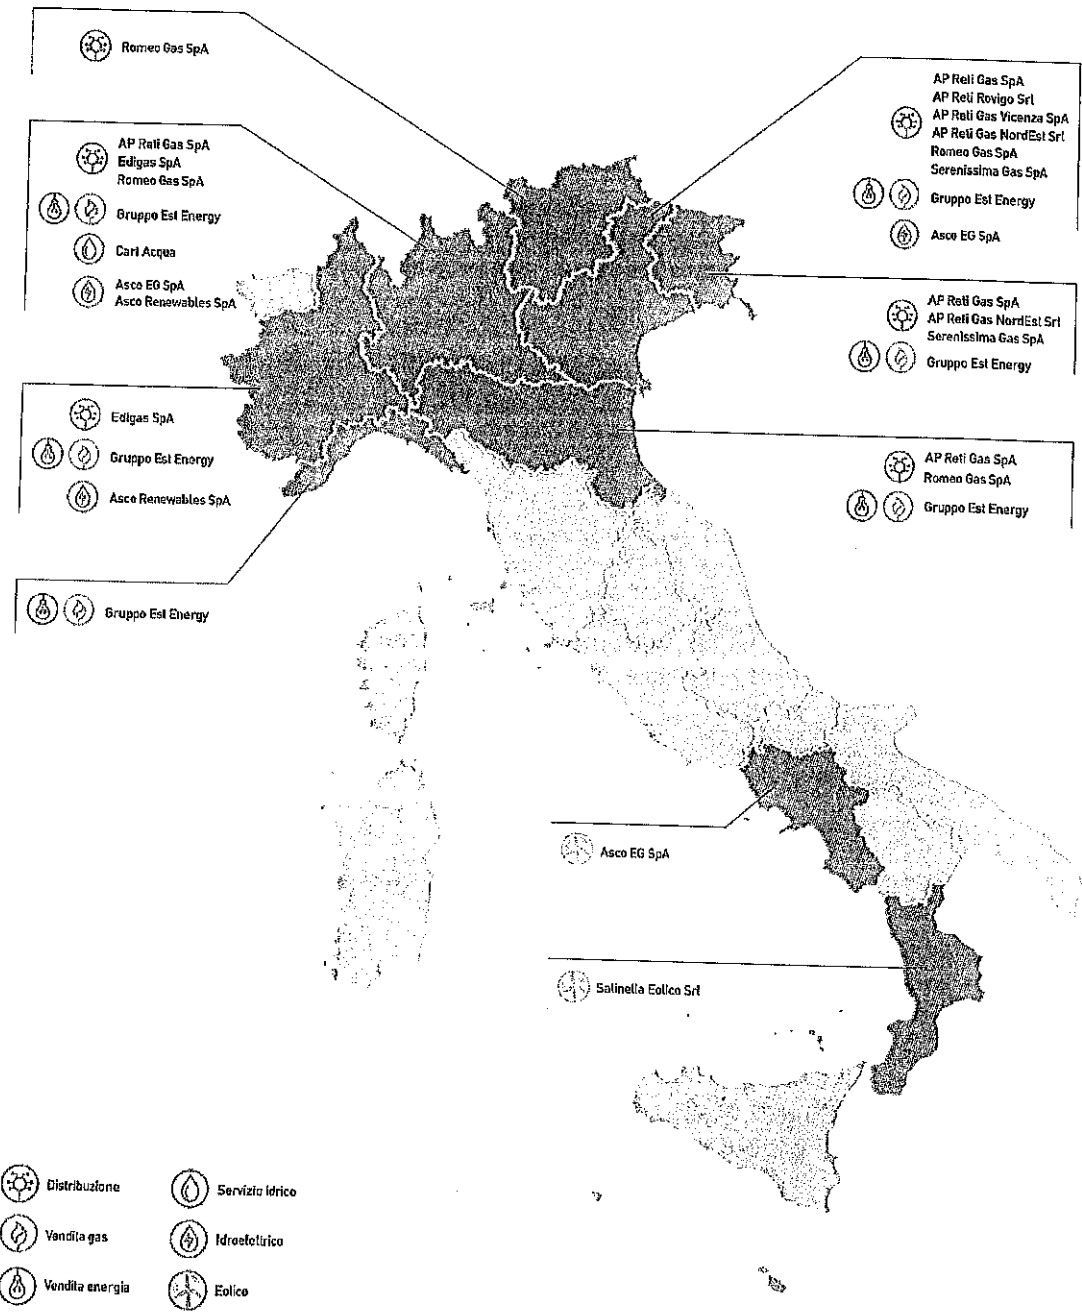 Romeo Gas SpA
AP Reti Gas SpA
Edigas SpA
Romeo Gas SpA
Gruppo Est Energy
Cart Acqua
Asco EG SpA
Asco Renewables SpA
Edigas SpA
Gruppo Est Energy
Asco Renewables SpA
Gruppo Est Energy
AP Reti Gas SpA
AP Reti Rovigo Srl
AP Reti Gas Vicenza SpA
AP Reti Gas NordEst Srl
Romeo Gas SpA
Serenissima Gas SpA
Gruppo Est Energy
Asco EG SpA
AP Reti Gas SpA
AP Reti Gas NordEst Srl
Serenissima Gas SpA
Gruppo Est Energy
AP Reti Gas SpA
Romeo Gas SpA
Gruppo Est Energy
Asco EG SpA
Salinella Eolico Srl
Distribuzione
Vendita gas
Vendita energia
Servizio Idrico
Idroelettrico
Eolico